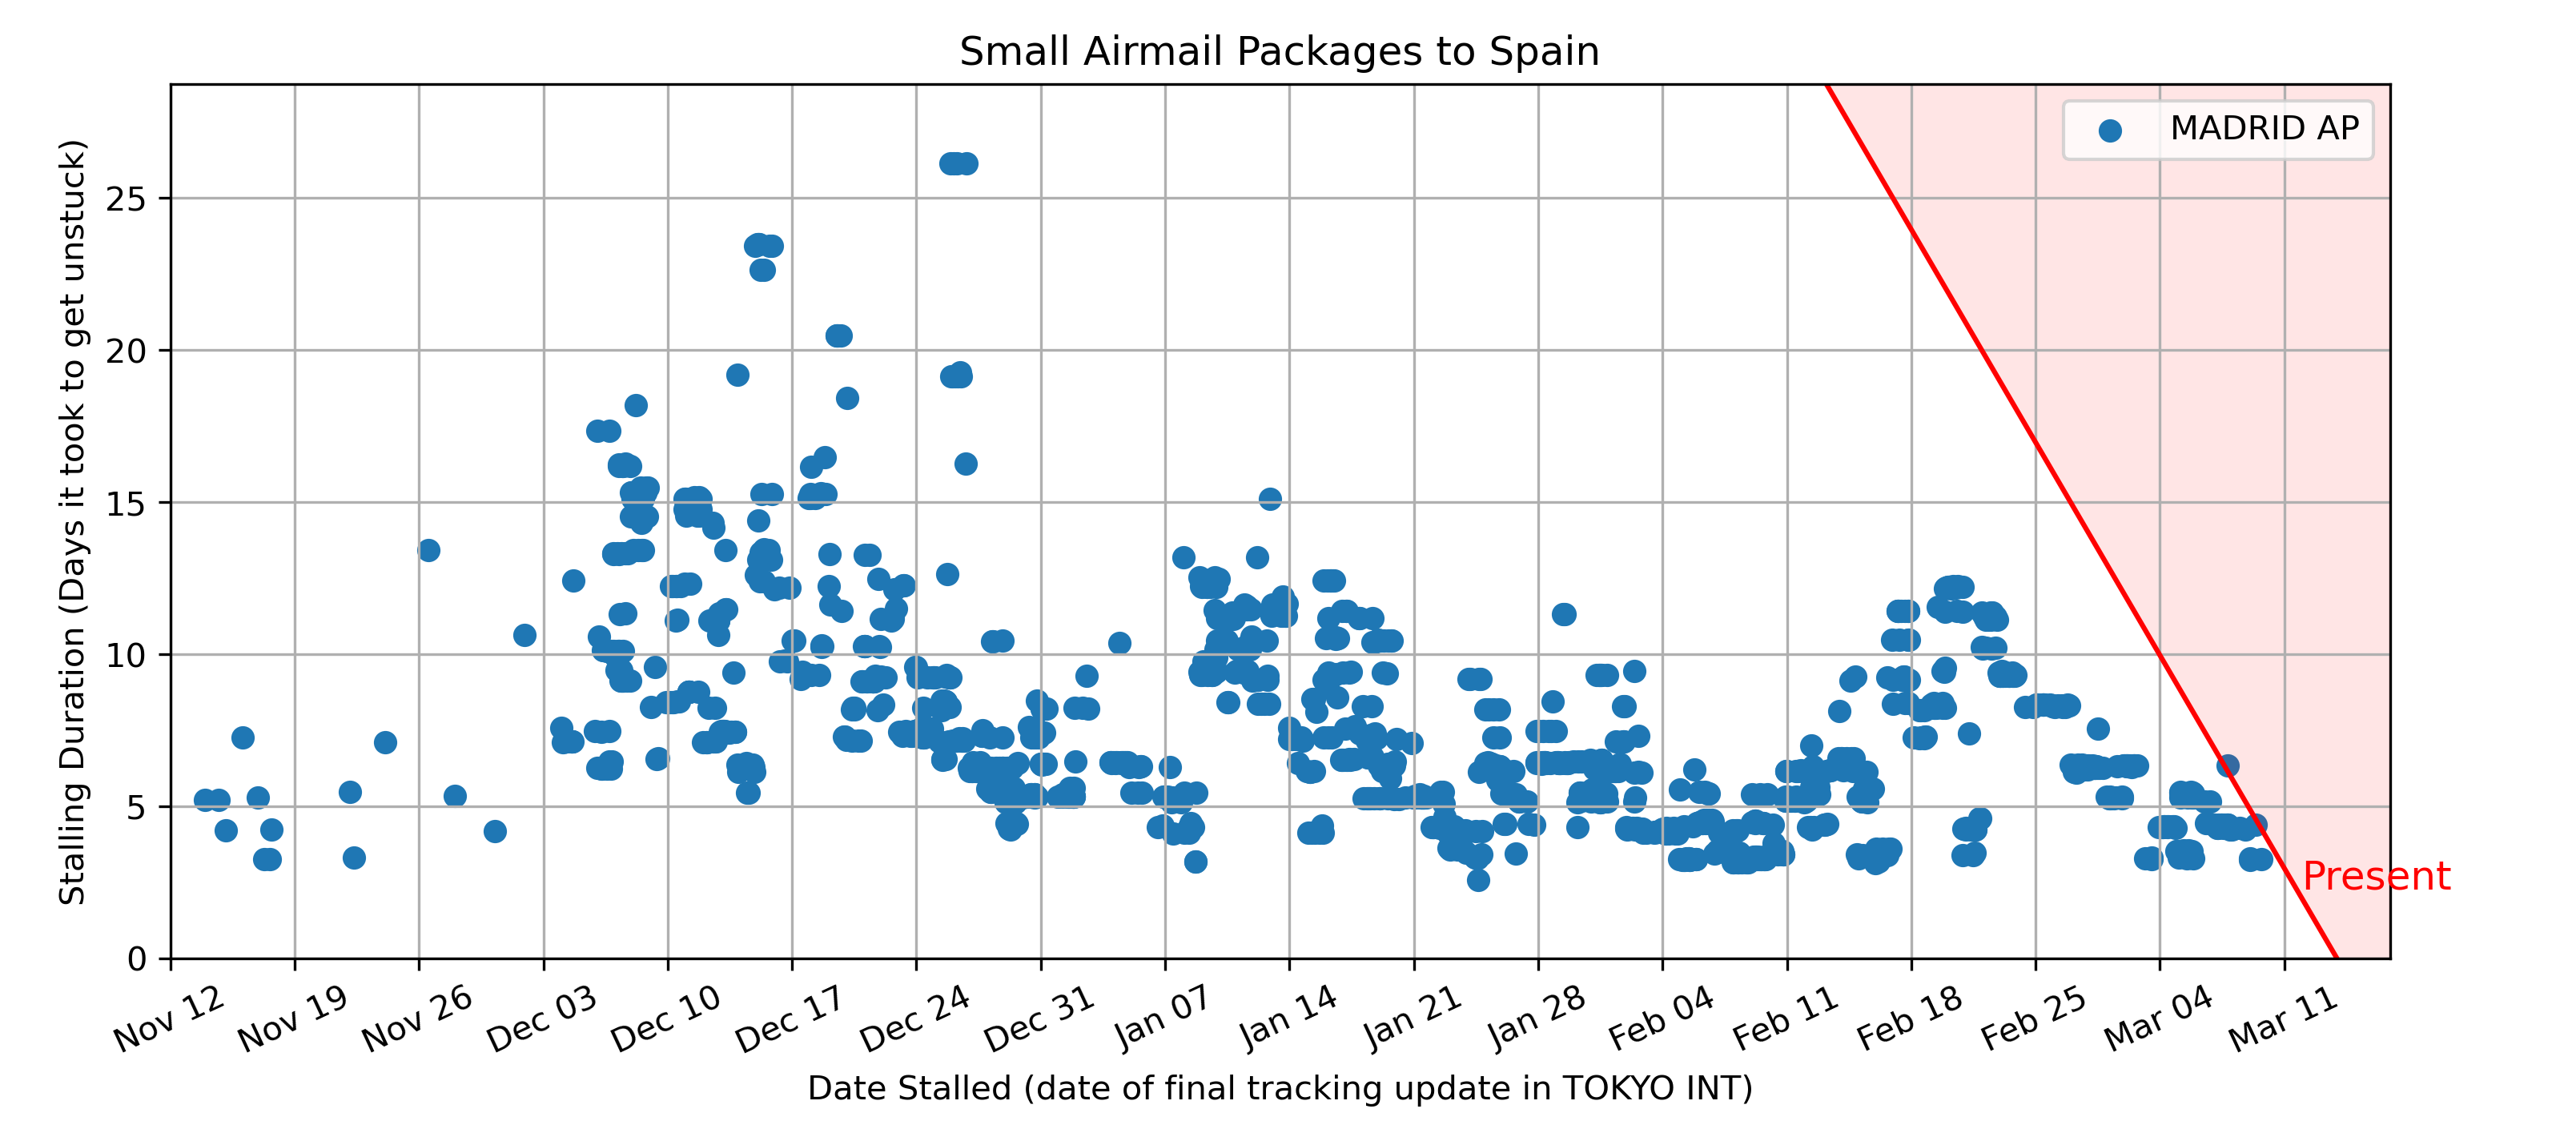 Small Airmail Packages to Spain
MADRID AP
Stalling Duration (Days it took to get unstuck)
25
20
15
10
5
0
Present
Nov 12
Nov 19
Nov 26
Dec 03
Dec 10
Dec 17
Dec 24
Dec 31
Jan 07
Jan 14
Jan 21
Jan 28
Feb 04
Feb 11
Feb 18
Feb 25
Mar 04
Mar 11
Date Stalled (date of final tracking update in TOKYO INT)